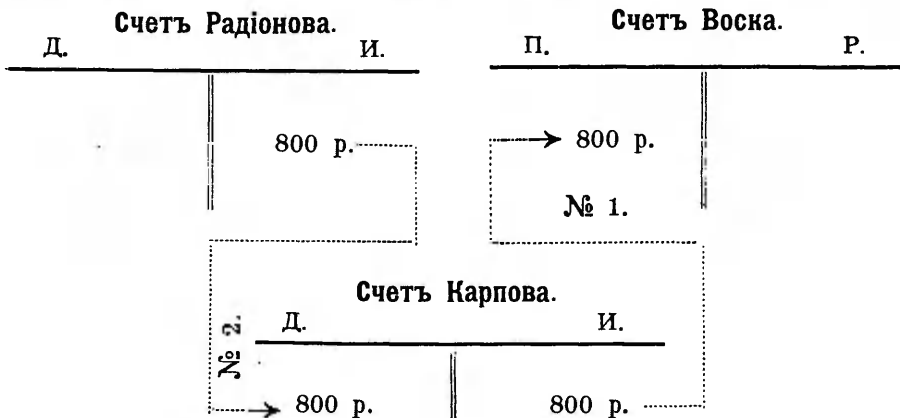 Счетъ Радіонова.
Д. И.
800 р.
Счетъ Воска.
П. Р.
800 р.
№ 1.
№ 2.
Счетъ Карпова.
Д. И.
800 р. 800 р.